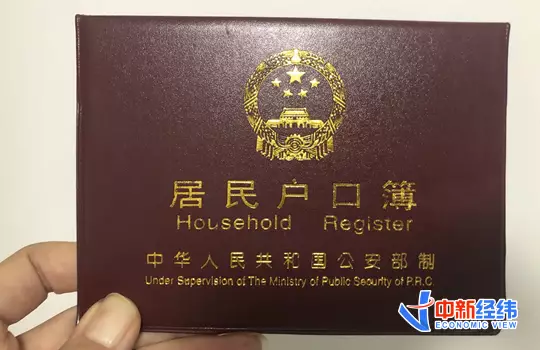 居民户口簿
Household Register
中华人民共和国公安部制
Under Supervision of The Ministry of Public Security of P.R.C.
中新经纬
ECONOMIC VIEW